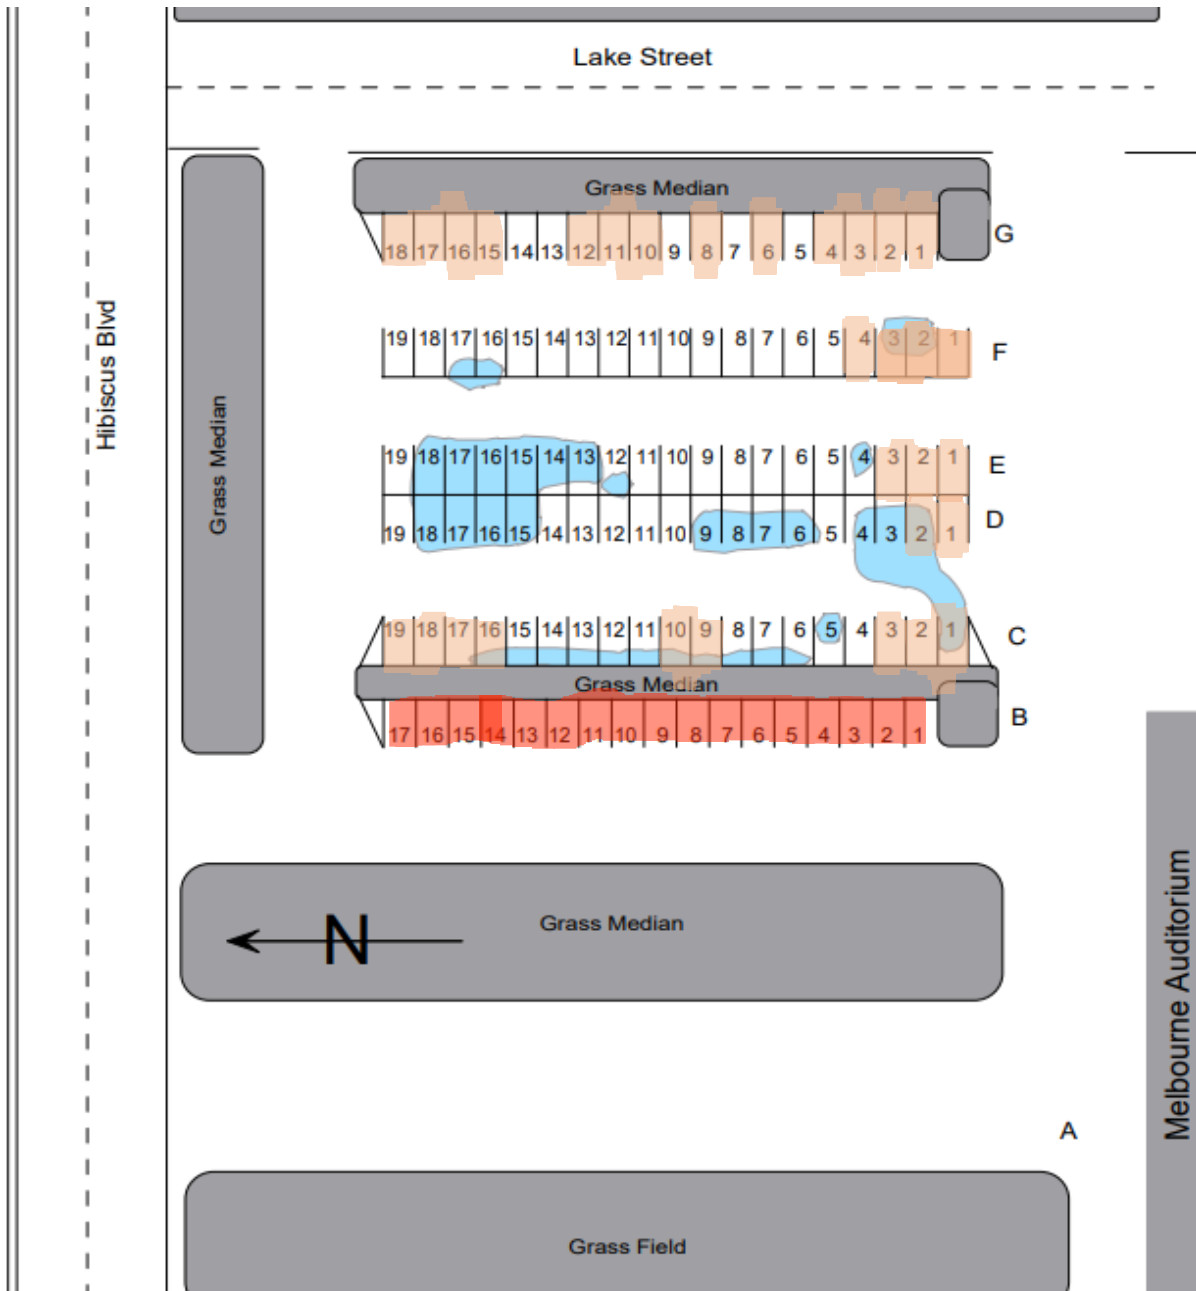 Lake Street
Grass Median
18 17 16 15 14 13 12 11 10 9 8 7 6 5 4 3 2 1
G
Hibiscus Blvd
Grass Median
19 18 17 16 15 14 13 12 11 10 9 8 7 6 5 4 3 2 1
F
19 18 17 16 15 14 13 12 11 10 9 8 7 6 5 4 3 2 1
E
19 18 17 16 15 14 13 12 11 10 9 8 7 6 5 4 3 2 1
D
19 18 17 16 15 14 13 12 11 10 9 8 7 6 5 4 3 2 1
C
Grass Median
17 16 15 14 13 12 11 10 9 8 7 6 5 4 3 2 1
B
N
Grass Median
Melbourne Auditorium
A
Grass Field